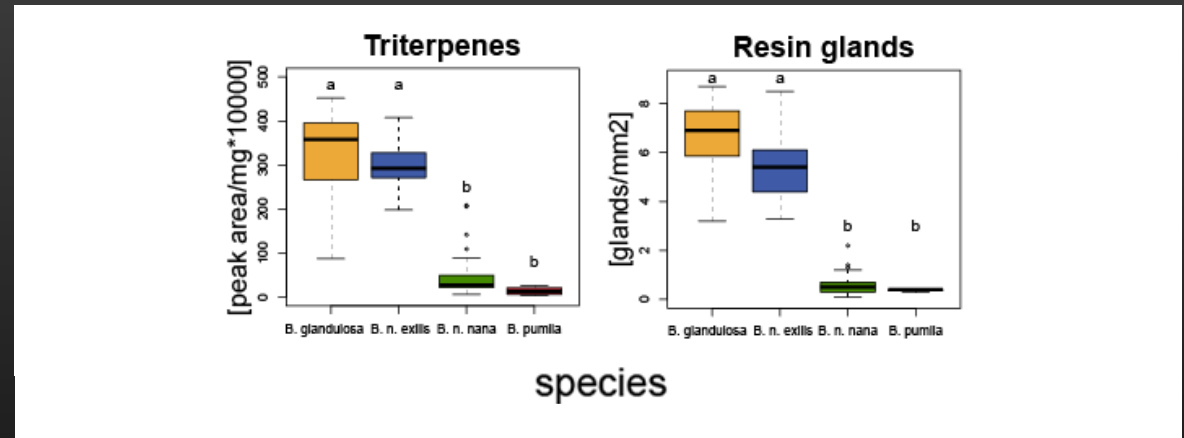 Triterpenes
[peak area/mg*10000]
500
400
300
200
100
0
a
a
b
b
B. glandulosa B. n. exilis B. n. nana B. pumila
Resin glands
[glands/mm2]
8
6
4
2
0
a
a
b
b
B. glandulosa B. n. exilis B. n. nana B. pumila
species